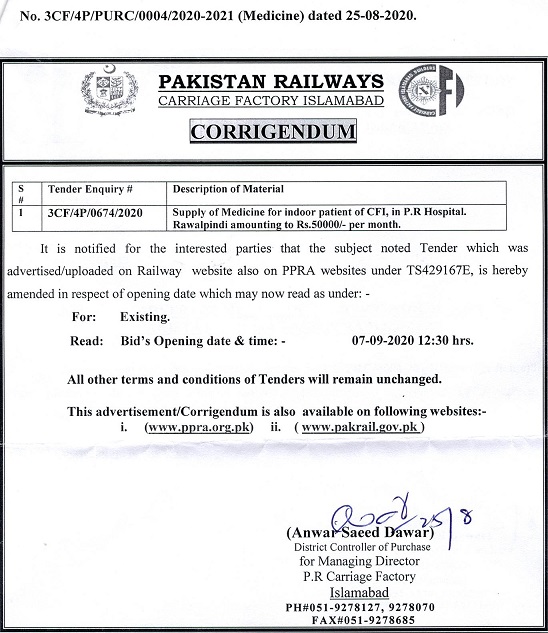 No. 3CF/4P/PURC/0004/2020-2021 (Medicine) dated 25-08-2020.
PAKISTAN RAILWAYS
CARRIAGE FACTORY ISLAMABAD
CFI
CORRIGENDUM
S # Tender Enquiry # Description of Material
1 3CF/4P/0674/2020 Supply of Medicine for indoor patient of CFI, in P.R Hospital.
Rawalpindi amounting to Rs.50000/- per month.
It is notified for the interested parties that the subject noted Tender which was
advertised/uploaded on Railway website also on PPRA websites under TS429167E, is hereby
amended in respect of opening date which may now read as under: -
For: Existing.
Read: Bid's Opening date & time: - 07-09-2020 12:30 hrs.
All other terms and conditions of Tenders will remain unchanged.
This advertisement/Corrigendum is also available on following websites:-
i. (www.ppra.org.pk) ii. ( www.pakrail.gov.pk )
25/8
(Anwar Saeed Dawar)
District Controller of Purchase
for Managing Director
P.R Carriage Factory
Islamabad
PH#051-9278127, 9278070
FAX#051-9278685